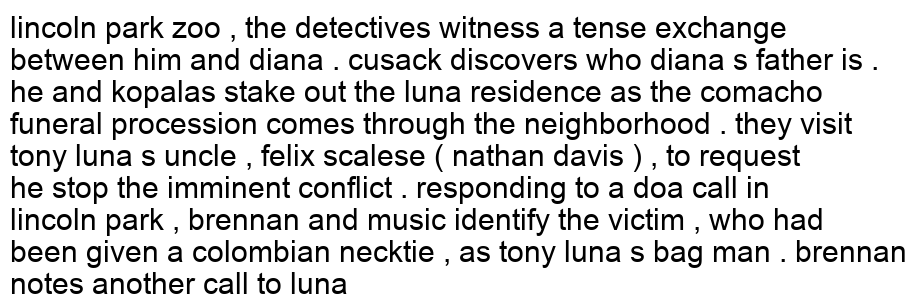 lincoln park zoo , the detectives witness a tense exchange
between him and diana . cusack discovers who diana s father is .
he and kopalas stake out the luna residence as the comacho
funeral procession comes through the neighborhood . they visit
tony luna s uncle , felix scalese ( nathan davis ) , to request
he stop the imminent conflict . responding to a doa call in
lincoln park , brennan and music identify the victim , who had
been given a colombian necktie , as tony luna s bag man . brennan
notes another call to luna